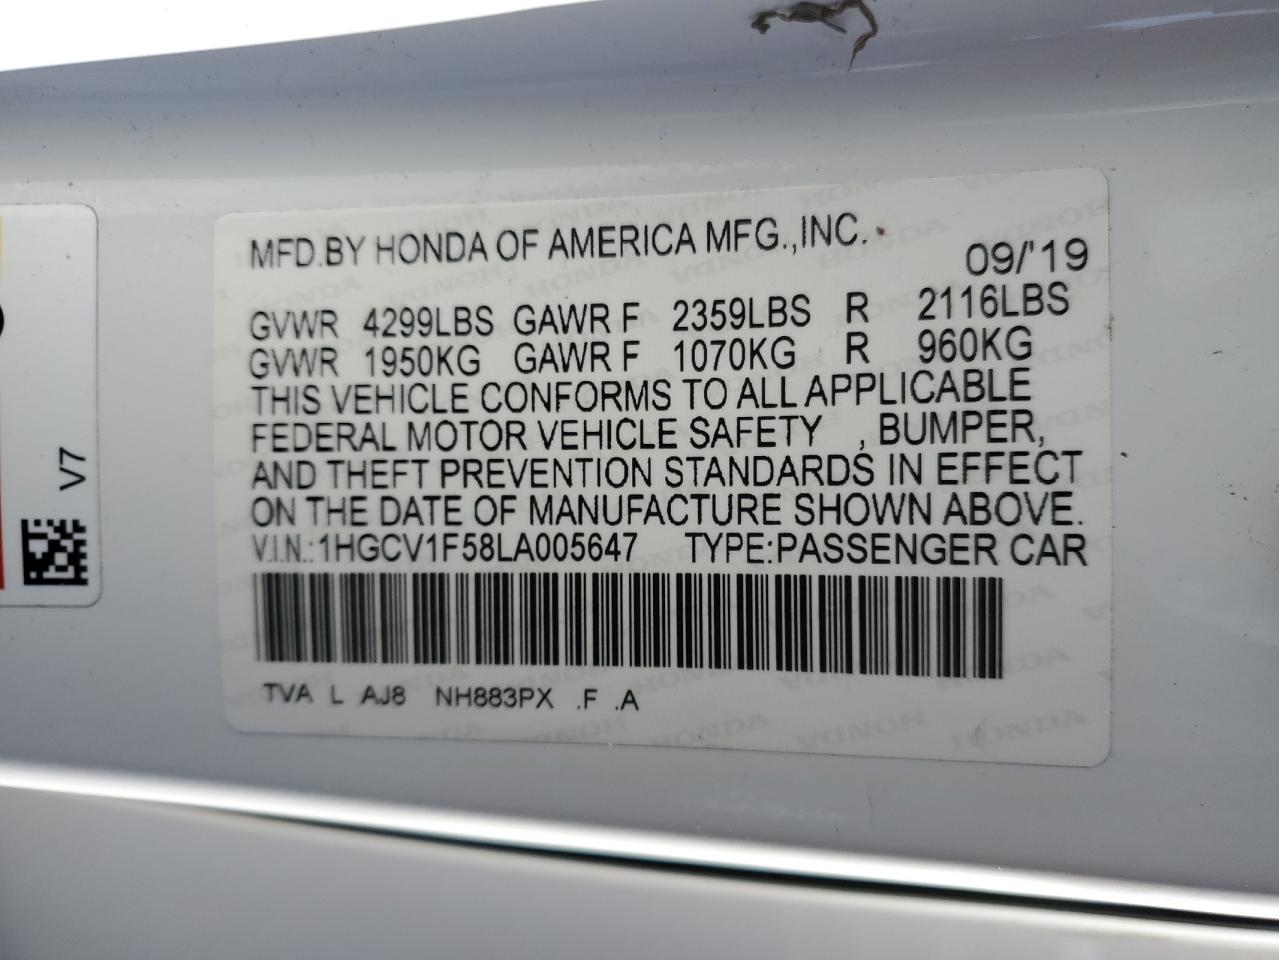 MFD.BY HONDA OF AMERICA MFG.,INC.
09/'19
GVWR 4299LBS GAWR F 2359LBS R 2116LBS
GVWR 1950KG GAWR F 1070KG R 960KG
THIS VEHICLE CONFORMS TO ALL APPLICABLE
FEDERAL MOTOR VEHICLE SAFETY , BUMPER,
AND THEFT PREVENTION STANDARDS IN EFFECT
ON THE DATE OF MANUFACTURE SHOWN ABOVE.
V.I.N.:1HGCV1F58LA005647 TYPE:PASSENGER CAR
TVA L AJ8 NH883PX .F .A
V7